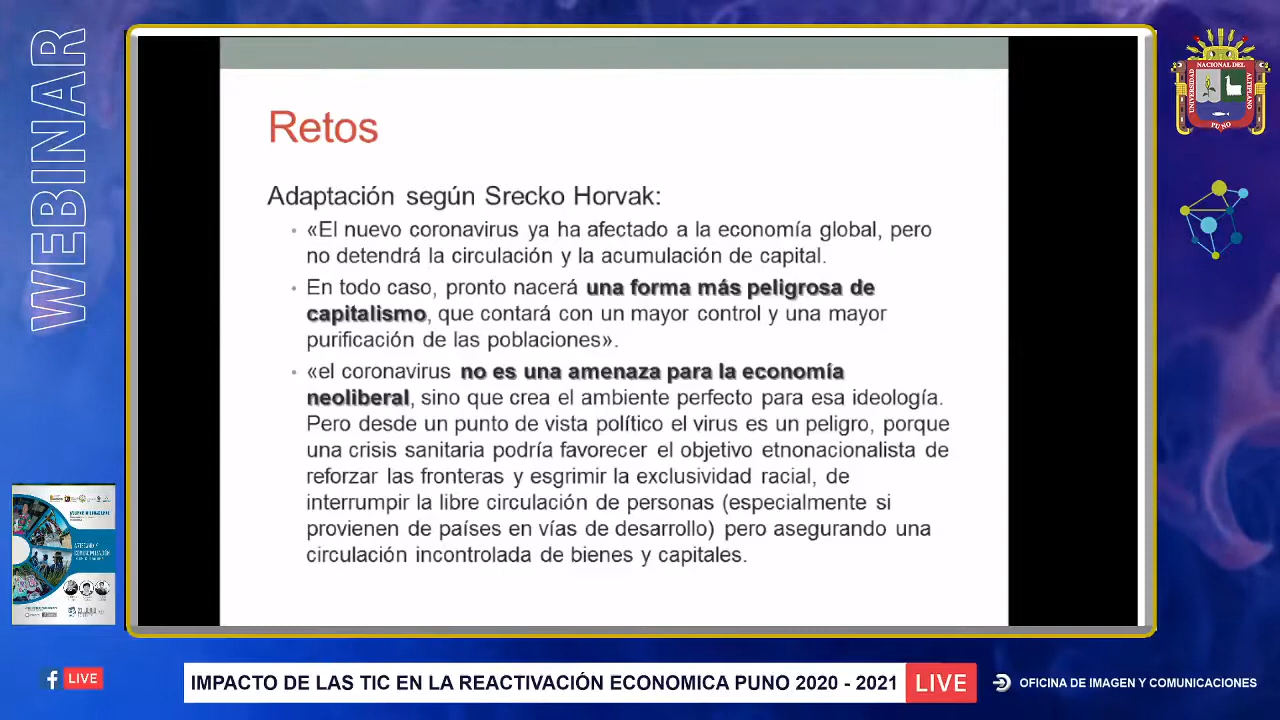 WEBINAR
UNIVERSIDAD NACIONAL DEL ALTIPLANO
PUNO
Retos
Adaptación según Srecko Horvak:
«El nuevo coronavirus ya ha afectado a la economía global, pero
no detendrá la circulación y la acumulación de capital.
En todo caso, pronto nacerá una forma más peligrosa de
capitalismo, que contará con un mayor control y una mayor
purificación de las poblaciones».
«el coronavirus no es una amenaza para la economía
neoliberal, sino que crea el ambiente perfecto para esa ideología.
Pero desde un punto de vista político el virus es un peligro, porque
una crisis sanitaria podría favorecer el objetivo etnonacionalista de
reforzar las fronteras y esgrimir la exclusividad racial, de
interrumpir la libre circulación de personas (especialmente si
provienen de países en vías de desarrollo) pero asegurando una
circulación incontrolada de bienes y capitales.
f LIVE
IMPACTO DE LAS TIC EN LA REACTIVACIÓN ECONOMICA PUNO 2020 - 2021 LIVE
OFICINA DE IMAGEN Y COMUNICACIONES